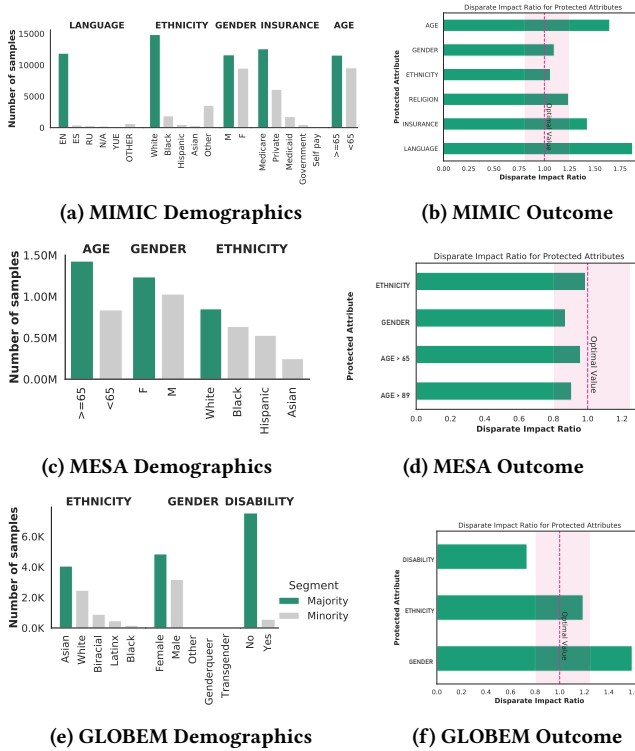 LANGUAGE ETHNICITY GENDER INSURANCE AGE
Number of samples
15000
10000
5000
0
EN
ES
RU
N/A
YUE
OTHER
White
Black
Hispanic
Asian
Other
M
F
Medicare
Private
Medicaid
Government
Self pay
>=65
<65
(a) MIMIC Demographics
Disparate Impact Ratio for Protected Attributes
Protected Attribute
AGE
GENDER
ETHNICITY
RELIGION
INSURANCE
LANGUAGE
Optimal Value
0.00 0.25 0.50 0.75 1.00 1.25 1.50 1.75
Disparate Impact Ratio
(b) MIMIC Outcome
AGE GENDER ETHNICITY
Number of samples
1.50M
1.00M
0.50M
0.00M
>=65
<65
F
M
White
Black
Hispanic
Asian
(c) MESA Demographics
Disparate Impact Ratio for Protected Attributes
Protected Attribute
ETHNICITY
GENDER
AGE > 65
AGE > 89
Optimal Value
0.0 0.2 0.4 0.6 0.8 1.0 1.2
Disparate Impact Ratio
(d) MESA Outcome
ETHNICITY GENDER DISABILITY
Number of samples
6.0K
4.0K
2.0K
0.0K
Asian
White
Biracial
Latinx
Black
Female
Male
Other
Genderqueer
Transgender
No
Yes
Segment
Majority
Minority
(e) GLOBEM Demographics
Disparate Impact Ratio for Protected Attributes
Protected Attribute
DISABILITY
ETHNICITY
GENDER
Optimal Value
0.0 0.2 0.4 0.6 0.8 1.0 1.2 1.4
Disparate Impact Ratio
(f) GLOBEM Outcome